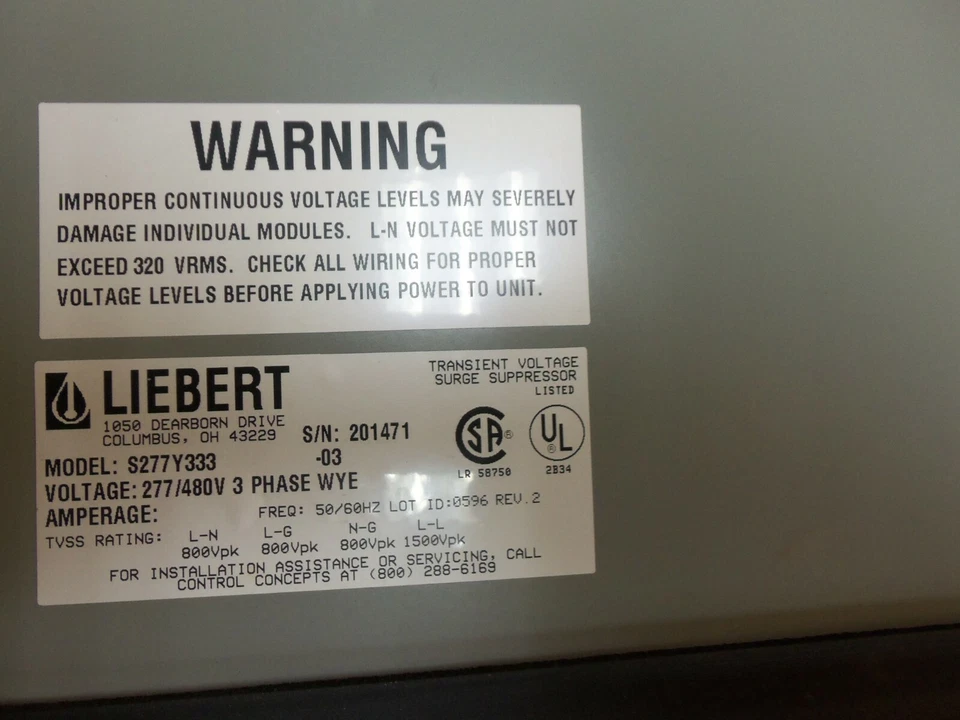 WARNING
IMPROPER CONTINUOUS VOLTAGE LEVELS MAY SEVERELY
DAMAGE INDIVIDUAL MODULES. L-N VOLTAGE MUST NOT
EXCEED 320 VRMS. CHECK ALL WIRING FOR PROPER
VOLTAGE LEVELS BEFORE APPLYING POWER TO UNIT.
LIEBERT
1050 DEARBORN DRIVE
COLUMBUS, OH 43229
TRANSIENT VOLTAGE
SURGE SUPPRESSOR
LISTED
S/N: 201471
-03
SA®
LR 58750
UL ®
2B34
MODEL: S277Y333
VOLTAGE: 277/480V 3 PHASE WYE
AMPERAGE:
FREQ: 50/60HZ LOT ID:0596 REV.2
TVSS RATING: L-N L-G N-G L-L
800Vpk 800Vpk 800Vpk 1500Vpk
FOR INSTALLATION ASSISTANCE OR SERVICING, CALL
CONTROL CONCEPTS AT (800) 288-6169